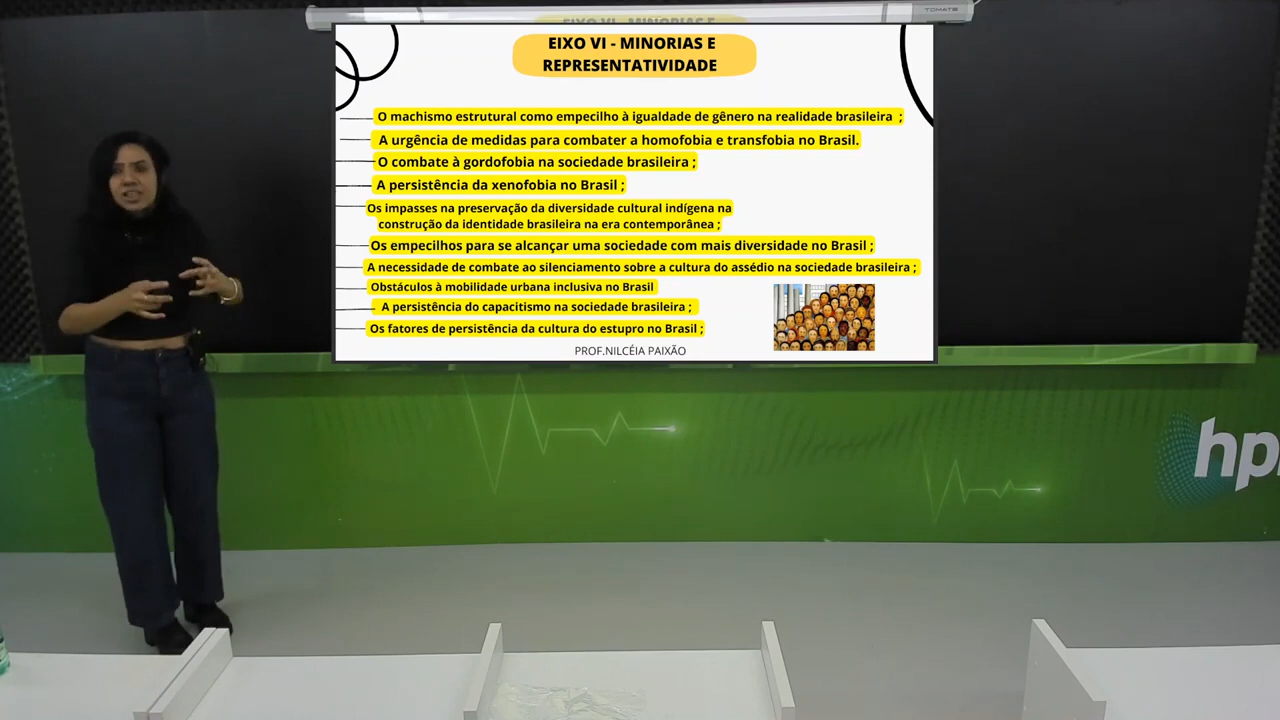 TOMATE
EIXO VI - MINORIAS E
EIXO VI - MINORIAS E
REPRESENTATIVIDADE
O machismo estrutural como empecilho à igualdade de gênero na realidade brasileira ;
A urgência de medidas para combater a homofobia e transfobia no Brasil.
O combate à gordofobia na sociedade brasileira ;
A persistência da xenofobia no Brasil ;
Os impasses na preservação da diversidade cultural indígena na
construção da identidade brasileira na era contemporânea ;
Os empecilhos para se alcançar uma sociedade com mais diversidade no Brasil ;
A necessidade de combate ao silenciamento sobre a cultura do assédio na sociedade brasileira ;
Obstáculos à mobilidade urbana inclusiva no Brasil
A persistência do capacitismo na sociedade brasileira ;
Os fatores de persistência da cultura do estupro no Brasil ;
PROF.NILCÉIA PAIXÃO
hp